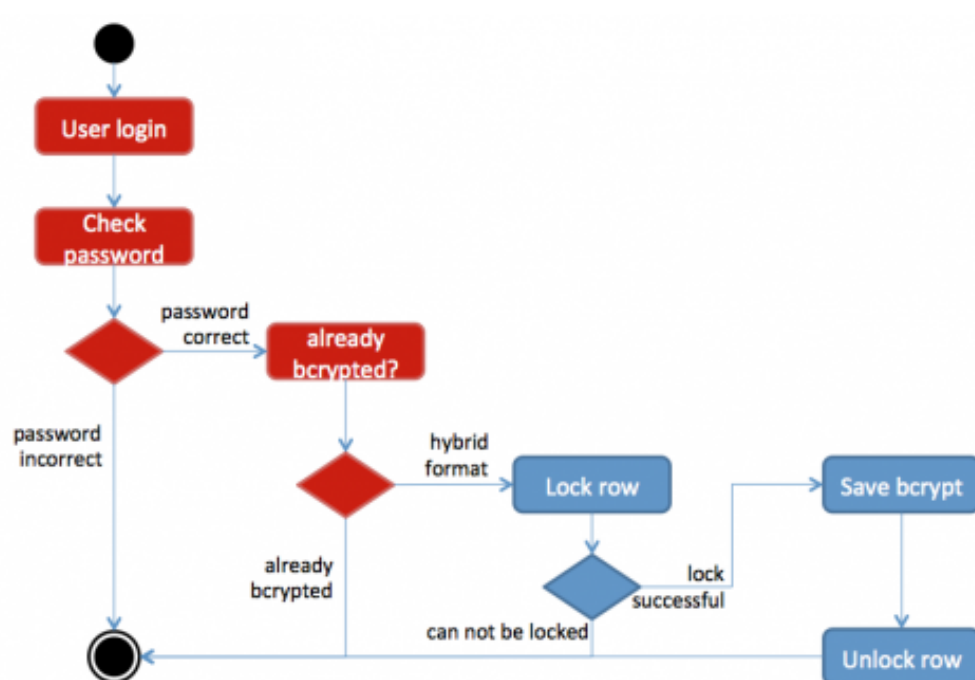 User login
Check
password
password
correct
already
bcrypted?
password
incorrect
hybrid
format
Lock row
Save bcrypt
already
bcrypted
lock
successful
can not be locked
Unlock row